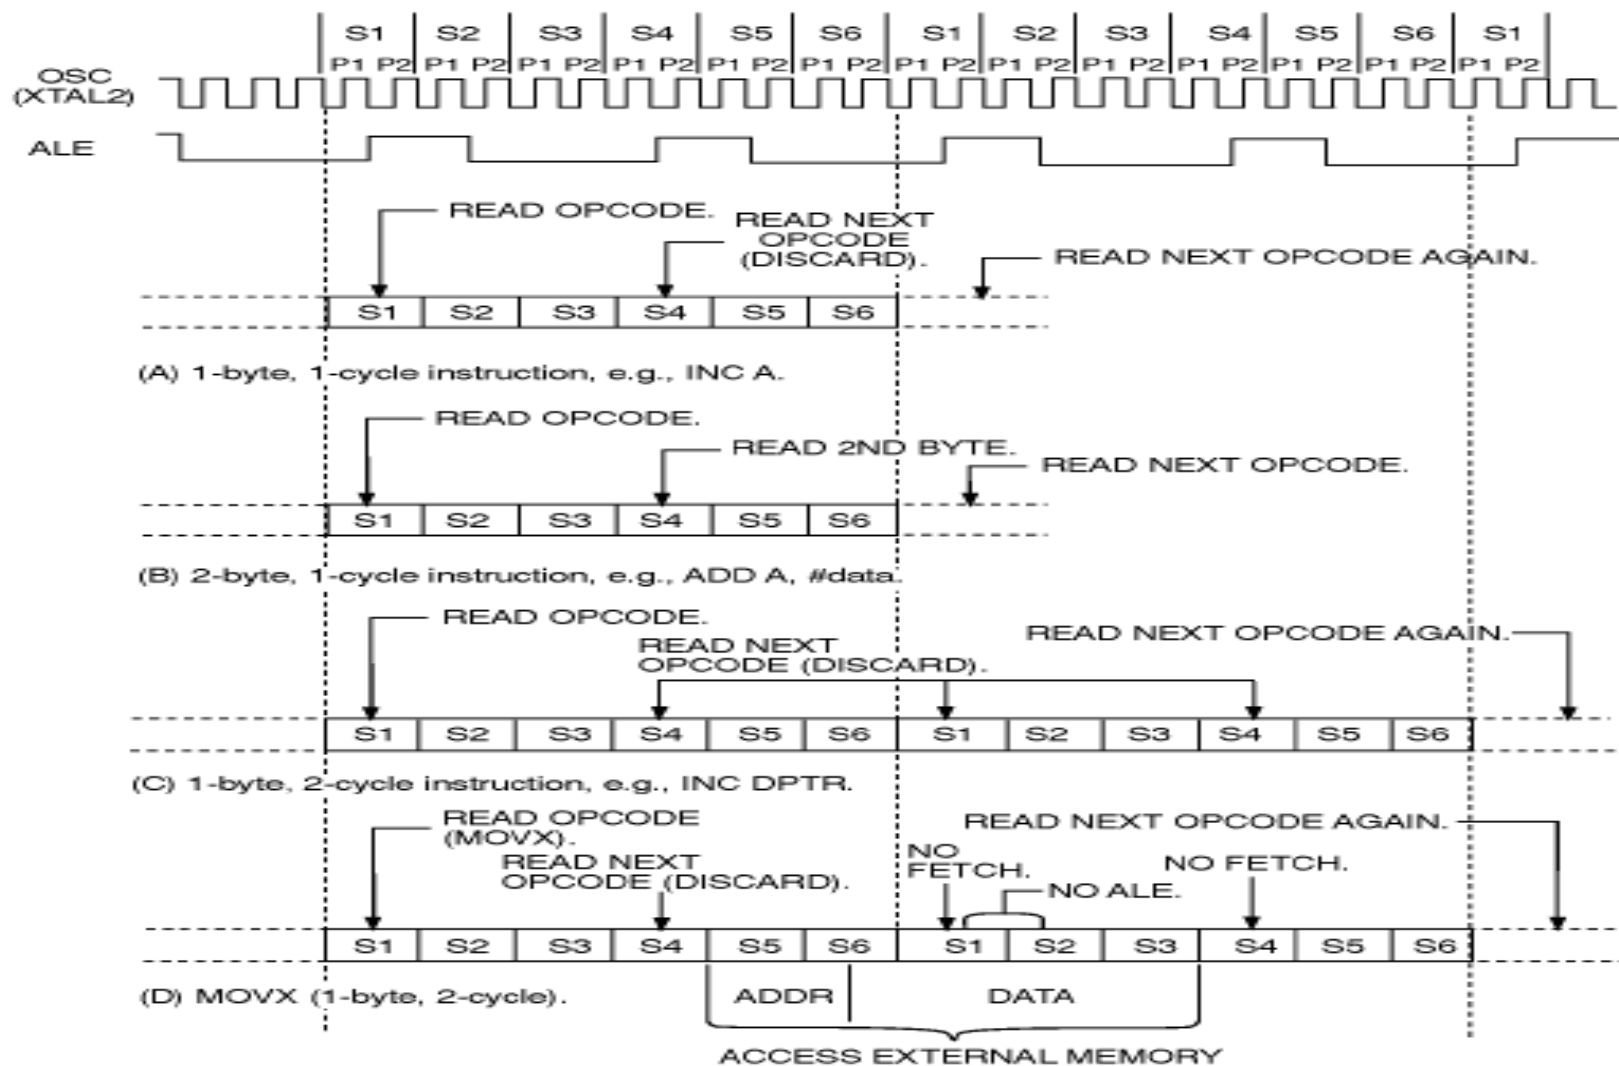 S1 S2 S3 S4 S5 S6 S1 S2 S3 S4 S5 S6 S1
P1 P2 P1 P2 P1 P2 P1 P2 P1 P2 P1 P2 P1 P2 P1 P2 P1 P2 P1 P2 P1 P2 P1 P2 P1 P2
OSC
(XTAL2)
ALE
READ OPCODE.
READ NEXT
OPCODE
(DISCARD).
READ NEXT OPCODE AGAIN.
S1 S2 S3 S4 S5 S6
(A) 1-byte, 1-cycle instruction, e.g., INC A.
READ OPCODE.
READ 2ND BYTE.
READ NEXT OPCODE.
S1 S2 S3 S4 S5 S6
(B) 2-byte, 1-cycle instruction, e.g., ADD A, #data.
READ OPCODE.
READ NEXT
OPCODE (DISCARD).
READ NEXT OPCODE AGAIN.
S1 S2 S3 S4 S5 S6 S1 S2 S3 S4 S5 S6
(C) 1-byte, 2-cycle instruction, e.g., INC DPTR.
READ OPCODE
(MOVX).
READ NEXT
OPCODE (DISCARD).
NO
FETCH.
NO ALE.
NO FETCH.
READ NEXT OPCODE AGAIN.
S1 S2 S3 S4 S5 S6 S1 S2 S3 S4 S5 S6
(D) MOVX (1-byte, 2-cycle).
ADDR DATA
ACCESS EXTERNAL MEMORY